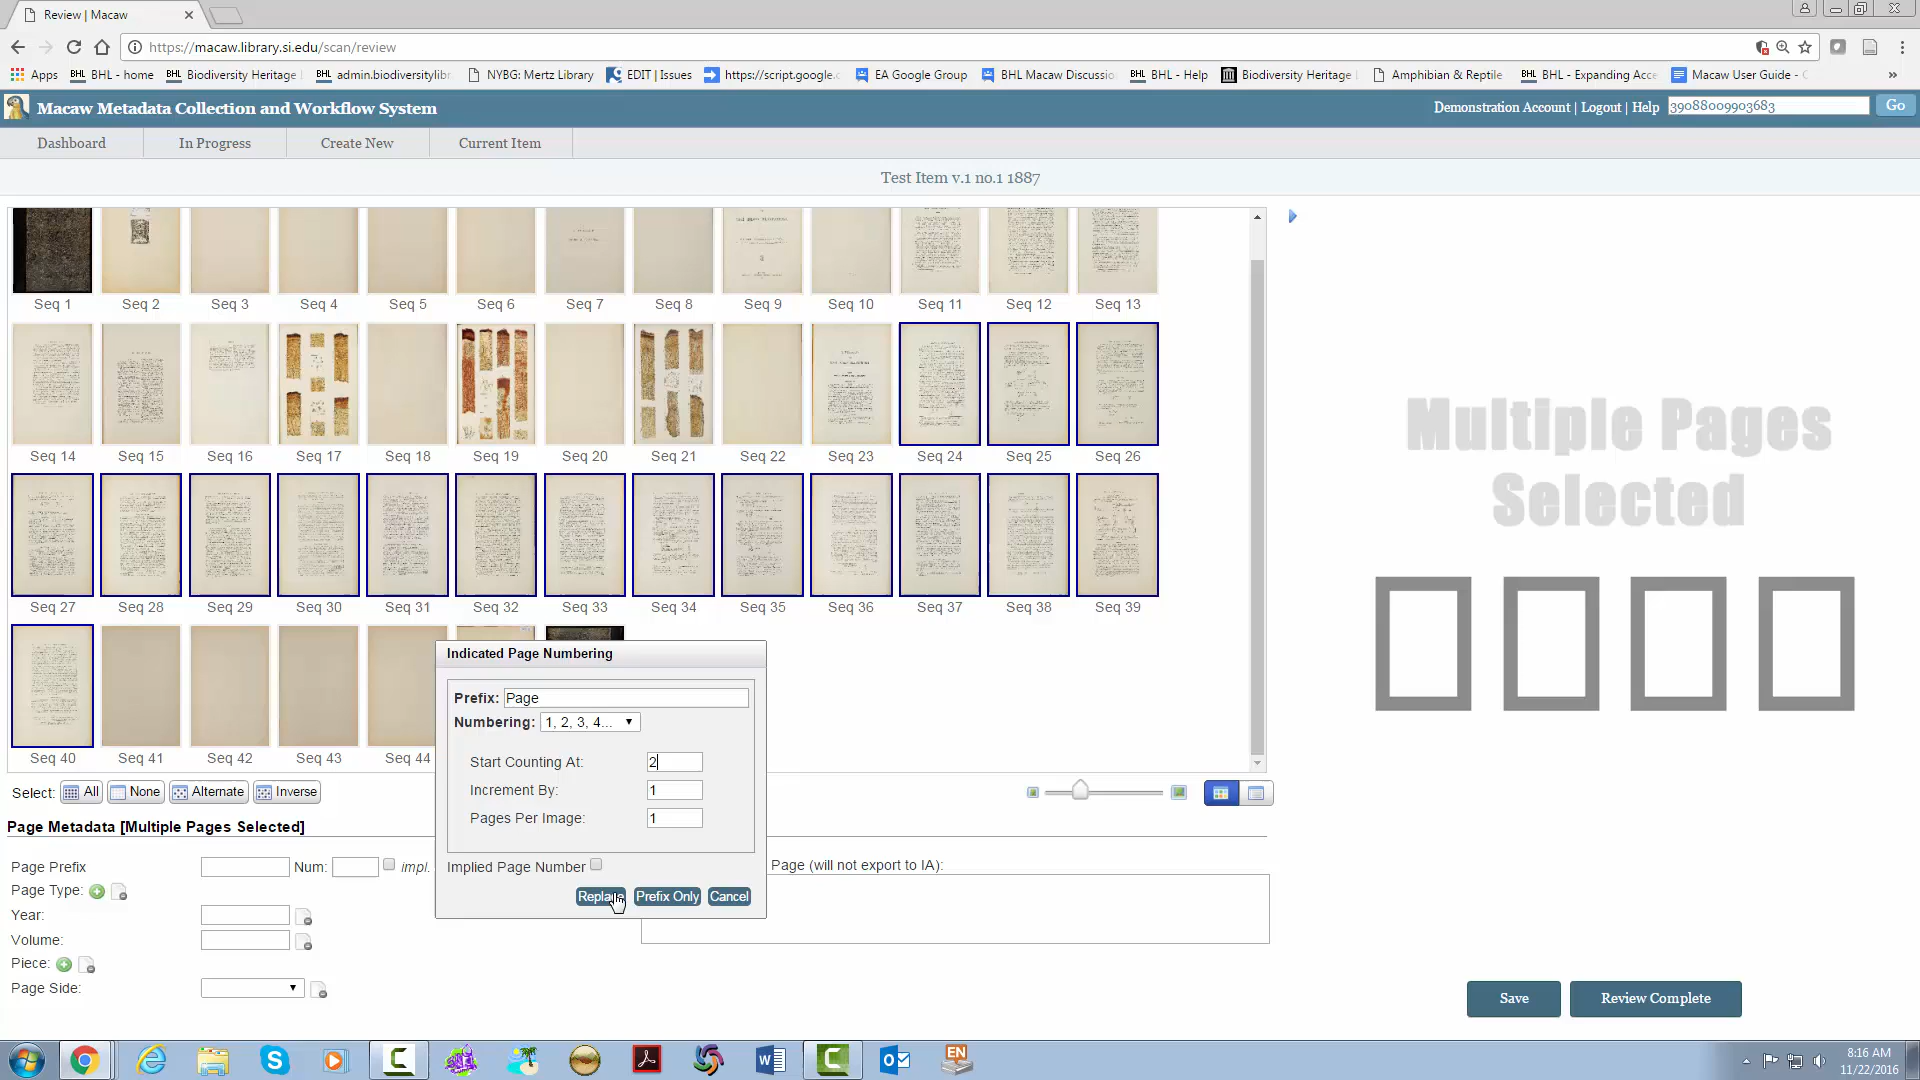 Review | Macaw
https://macaw.library.si.edu/scan/review
Apps
BHL BHL - home
BHL Biodiversity Heritage
BHL admin.biodiversitylibr
NYBG: Mertz Library
EDIT | Issues
https://script.google.c
EA Google Group
BHL Macaw Discussio
BHL BHL - Help
Biodiversity Heritage
Amphibian & Reptile
BHL BHL - Expanding Acce
Macaw User Guide - G
»
Macaw Metadata Collection and Workflow System
Demonstration Account | Logout | Help
39088009903683
Go
Dashboard
In Progress
Create New
Current Item
Test Item v.1 no.1 1887
Seq 1
Seq 2
Seq 3
Seq 4
Seq 5
Seq 6
Seq 7
Seq 8
Seq 9
Seq 10
Seq 11
Seq 12
Seq 13
Seq 14
Seq 15
Seq 16
Seq 17
Seq 18
Seq 19
Seq 20
Seq 21
Seq 22
Seq 23
Seq 24
Seq 25
Seq 26
Seq 27
Seq 28
Seq 29
Seq 30
Seq 31
Seq 32
Seq 33
Seq 34
Seq 35
Seq 36
Seq 37
Seq 38
Seq 39
Seq 40
Seq 41
Seq 42
Seq 43
Seq 44
Multiple Pages
Selected
Indicated Page Numbering
Prefix: Page
Numbering: 1, 2, 3, 4...
Start Counting At: 2
Increment By: 1
Pages Per Image: 1
Implied Page Number
Replace
Prefix Only
Cancel
Select:
All
None
Alternate
Inverse
Page Metadata [Multiple Pages Selected]
Page Prefix
Num:
impl.
Page (will not export to IA):
Page Type:
Year:
Volume:
Piece:
Page Side:
Save
Review Complete
EN
8:16 AM
11/22/2016